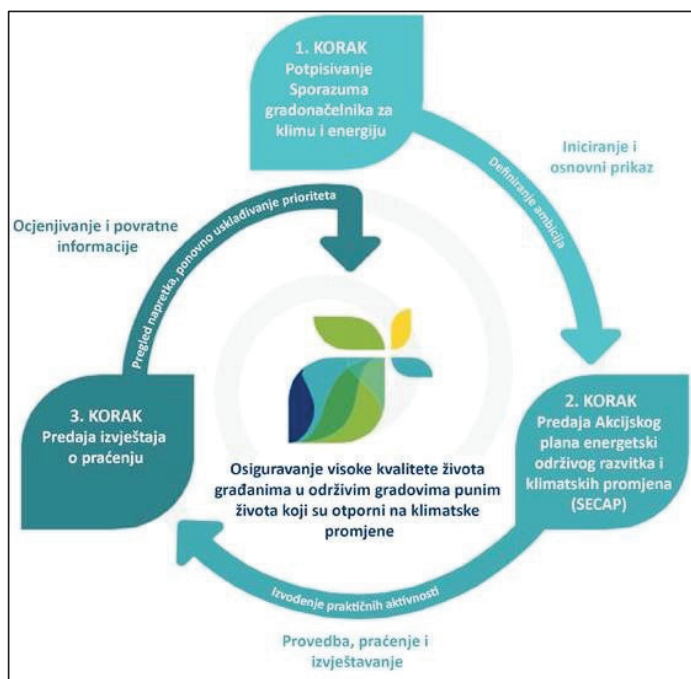 1. KORAK
Potpisivanje
Sporazuma
gradonačelnika za
klimu i energiju
Iniciranje i
osnovni prikaz
Definiranje ambicija
2. KORAK
Predaja Akcijskog
plana energetski
održivog razvitka i
klimatskih promjena
(SECAP)
Izvođenje praktičnih aktivnosti
Provedba, praćenje i
izvještavanje
3. KORAK
Predaja izvještaja
o praćenju
Pregled napretka, ponovno usklađivanje prioriteta
Ocjenjivanje i povratne
informacije
Osiguravanje visoke kvalitete života
građanima u održivim gradovima punim
života koji su otporni na klimatske
promjene